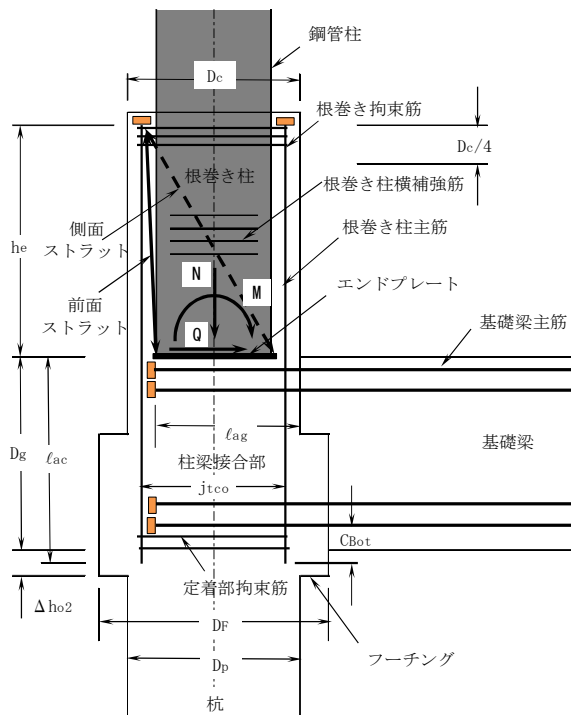 鋼管柱
Dc
根巻き拘束筋
Dc/4
根巻き柱
根巻き柱横補強筋
側面
ストラット
he
根巻き柱主筋
N
M
エンドプレート
前面
ストラット
Q
基礎梁主筋
ℓag
Dg
ℓac
柱梁接合部
基礎梁
jtco
CBot
定着部拘束筋
Δho2
DF
フーチング
Dp
杭